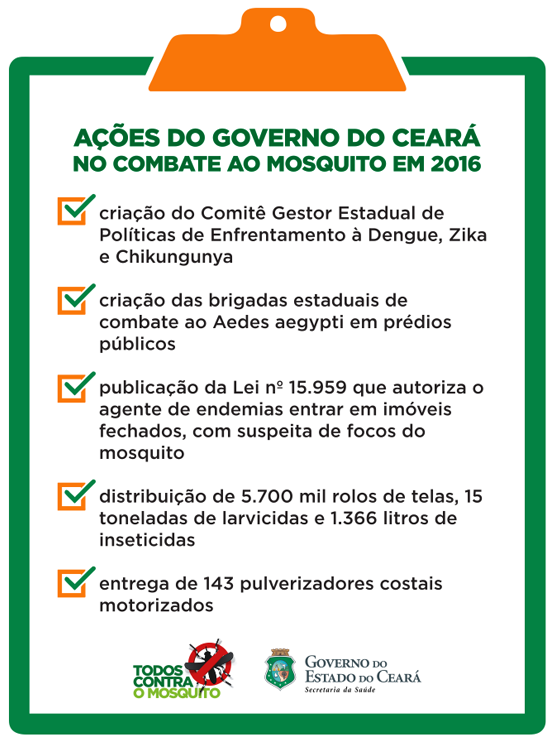 AÇÕES DO GOVERNO DO CEARÁ
NO COMBATE AO MOSQUITO EM 2016
criação do Comitê Gestor Estadual de
Políticas de Enfrentamento à Dengue, Zika
e Chikungunya
criação das brigadas estaduais de
combate ao Aedes aegypti em prédios
públicos
publicação da Lei nº 15.959 que autoriza o
agente de endemias entrar em imóveis
fechados, com suspeita de focos do
mosquito
distribuição de 5.700 mil rolos de telas, 15
toneladas de larvicidas e 1.366 litros de
inseticidas
entrega de 143 pulverizadores costais
motorizados
TODOS
CONTRA
O MOSQUITO
GOVERNO DO
ESTADO DO CEARÁ
Secretaria da Saúde